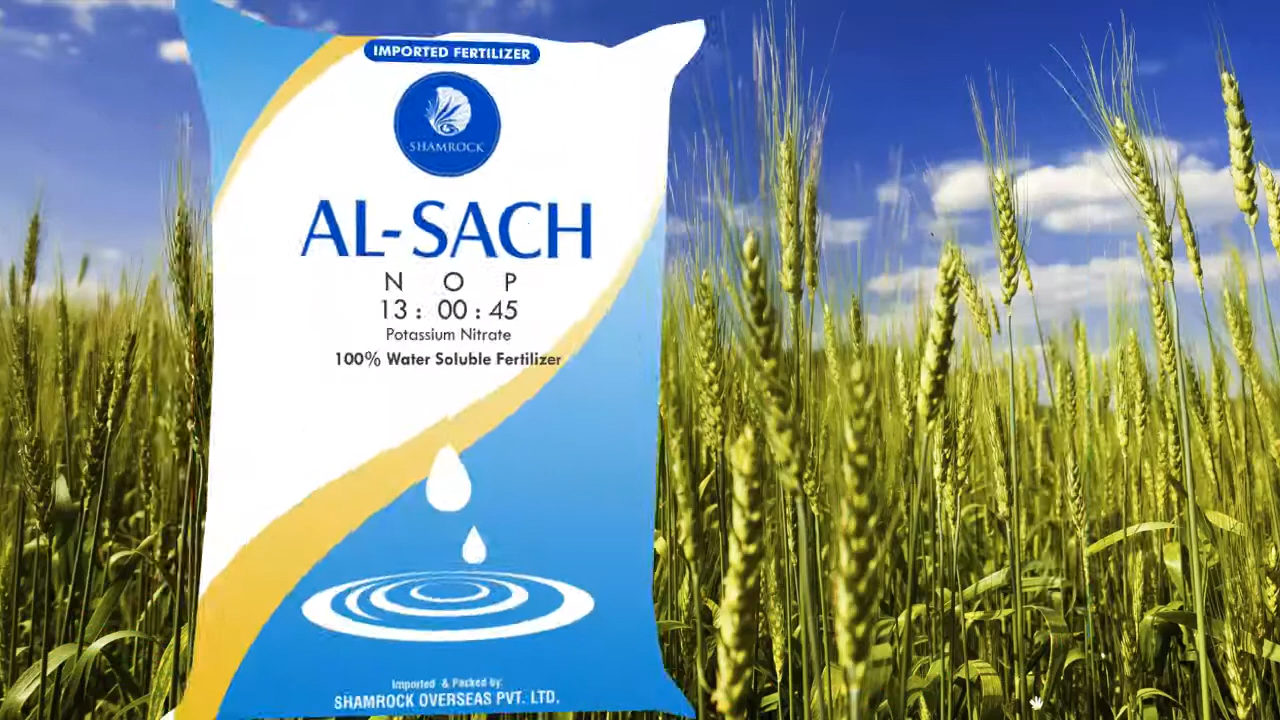 IMPORTED FERTILIZER
SHAMROCK
AL-SACH
N O P
13 : 00 : 45
Potassium Nitrate
100% Water Soluble Fertilizer
Imported & Packed by:
SHAMROCK OVERSEAS PVT. LTD.